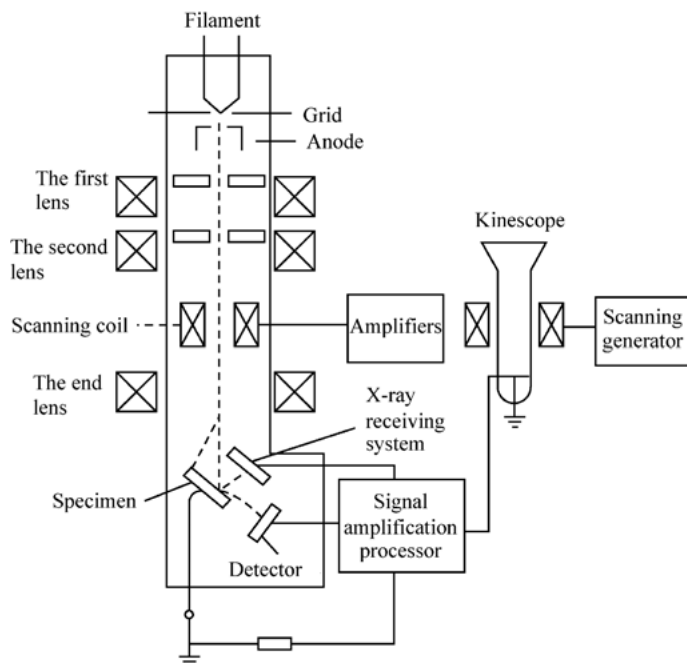 Filament
Grid
Anode
The first
lens
The second
lens
Kinescope
Scanning coil
Amplifiers
Scanning
generator
The end
lens
X-ray
receiving
system
Specimen
Signal
amplification
processor
Detector